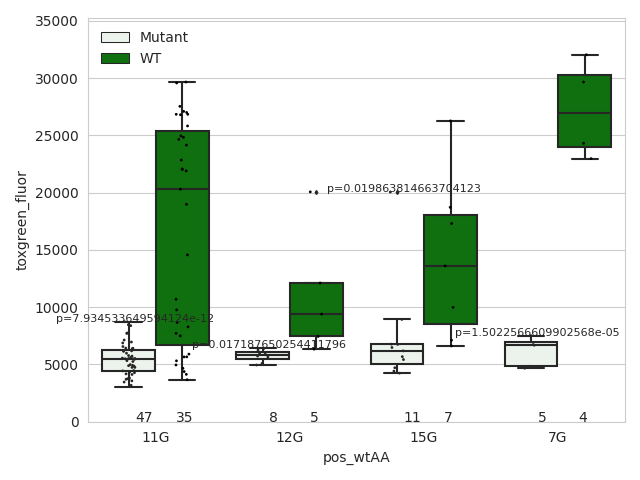 35000
Mutant
WT
30000
25000
20000
15000
10000
5000
0
toxgreen_fluor
p=0.019863814663704123
p=7.934533649594124e-12
p=0.017187650254411796
p=1.5022566609902568e-05
47 35 8 5 11 7 5 4
11G 12G 15G 7G
pos_wtAA